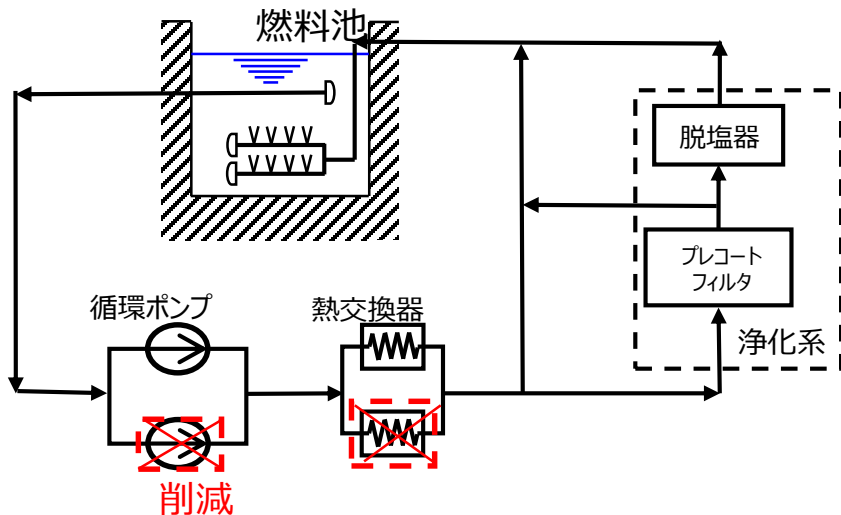 燃料池
脱塩器
プレコート
フィルタ
浄化系
循環ポンプ
熱交換器
削減